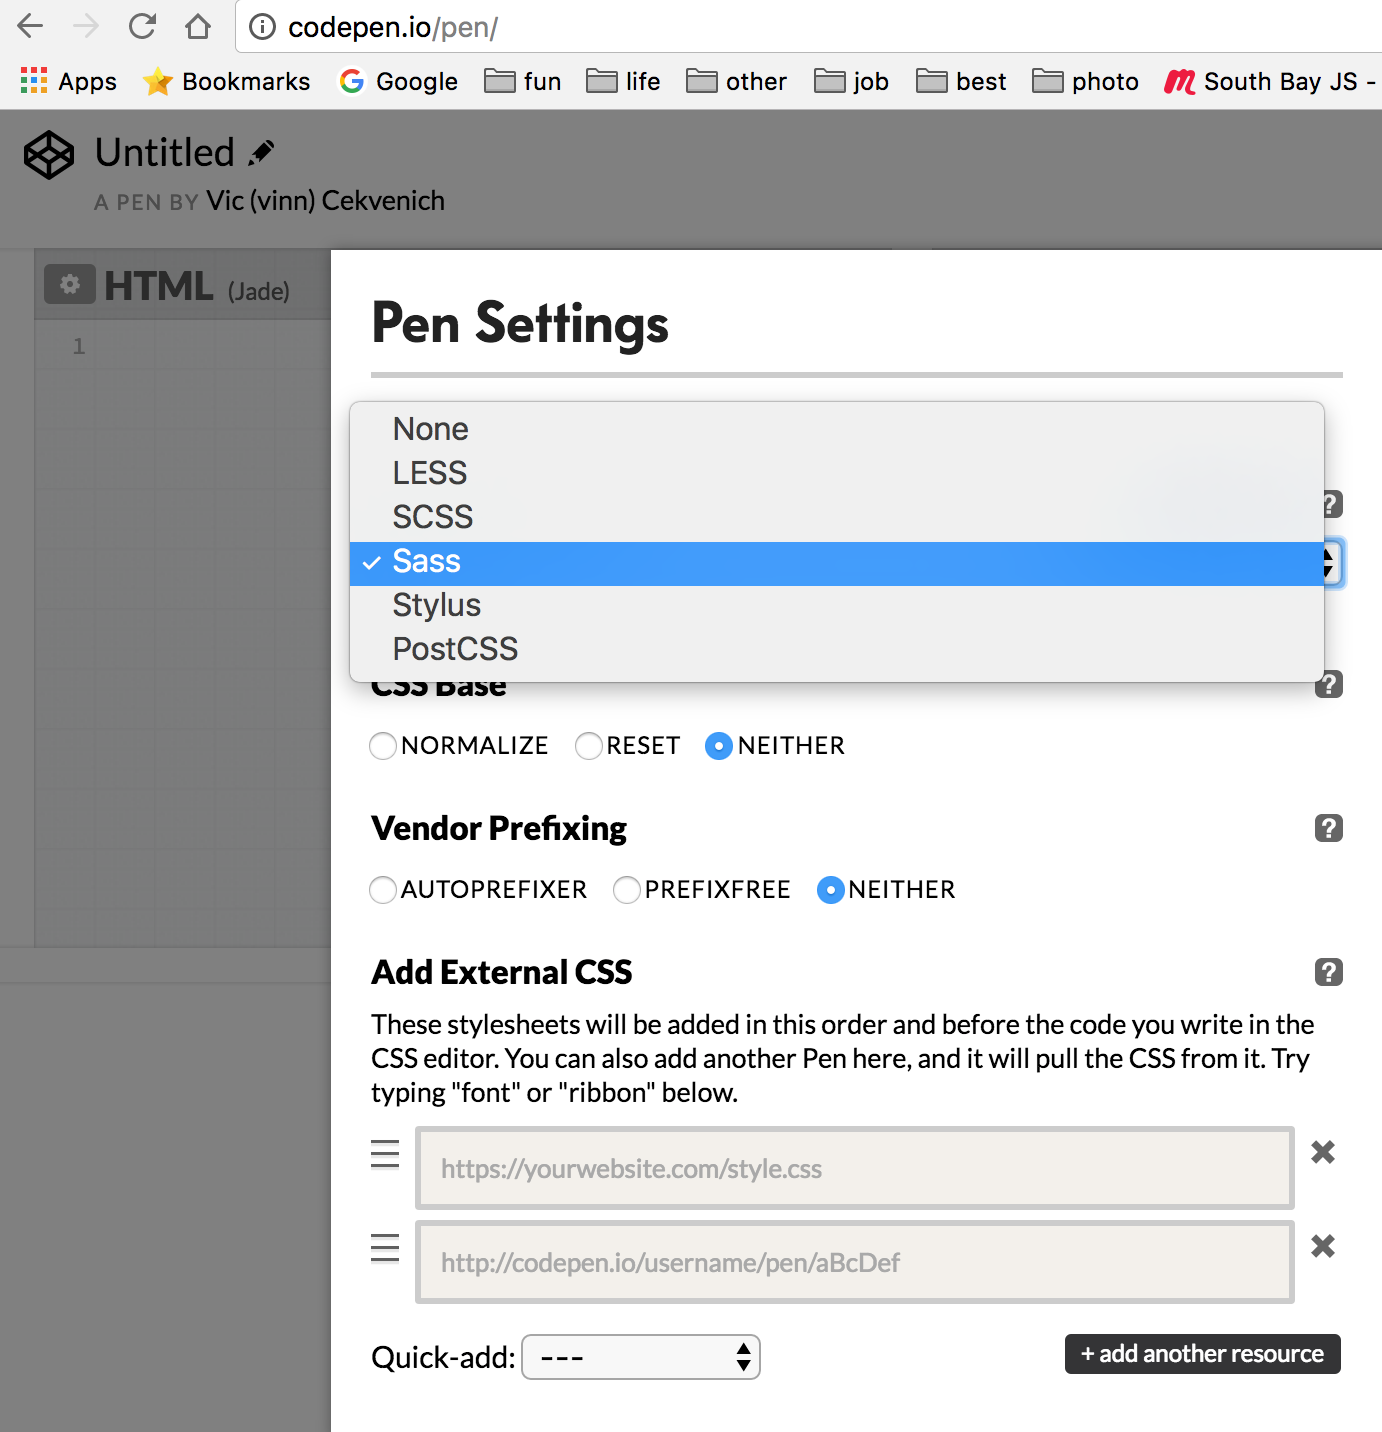 codepen.io/pen/
Apps Bookmarks Google fun life other job best photo South Bay JS -
Untitled
A PEN BY Vic (vinn) Cekvenich
HTML (Jade)
1
Pen Settings
None
LESS
SCSS
?
✓ Sass
Stylus
PostCSS
CSS Base ?
NORMALIZE RESET NEITHER
Vendor Prefixing ?
AUTOPREFIXER PREFIXFREE NEITHER
Add External CSS ?
These stylesheets will be added in this order and before the code you write in the
CSS editor. You can also add another Pen here, and it will pull the CSS from it. Try
typing "font" or "ribbon" below.
https://yourwebsite.com/style.css
http://codepen.io/username/pen/aBcDef
Quick-add: --- + add another resource